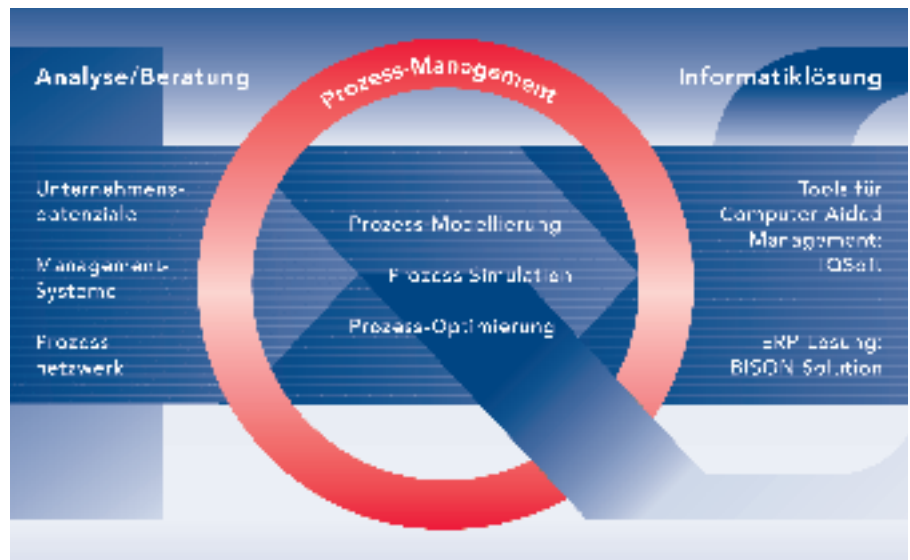 Analyse/Beratung
Prozess-Management
Informatiklösung
Unternehmens-
potenziale
Management-
Systeme
Prozess
netzwerk
Prozess-Modellierung
Prozess Simulation
Prozess-Optimierung
Tools für
Computer Aided
Management:
IQSoft
ERP Lösung:
BISON Solution